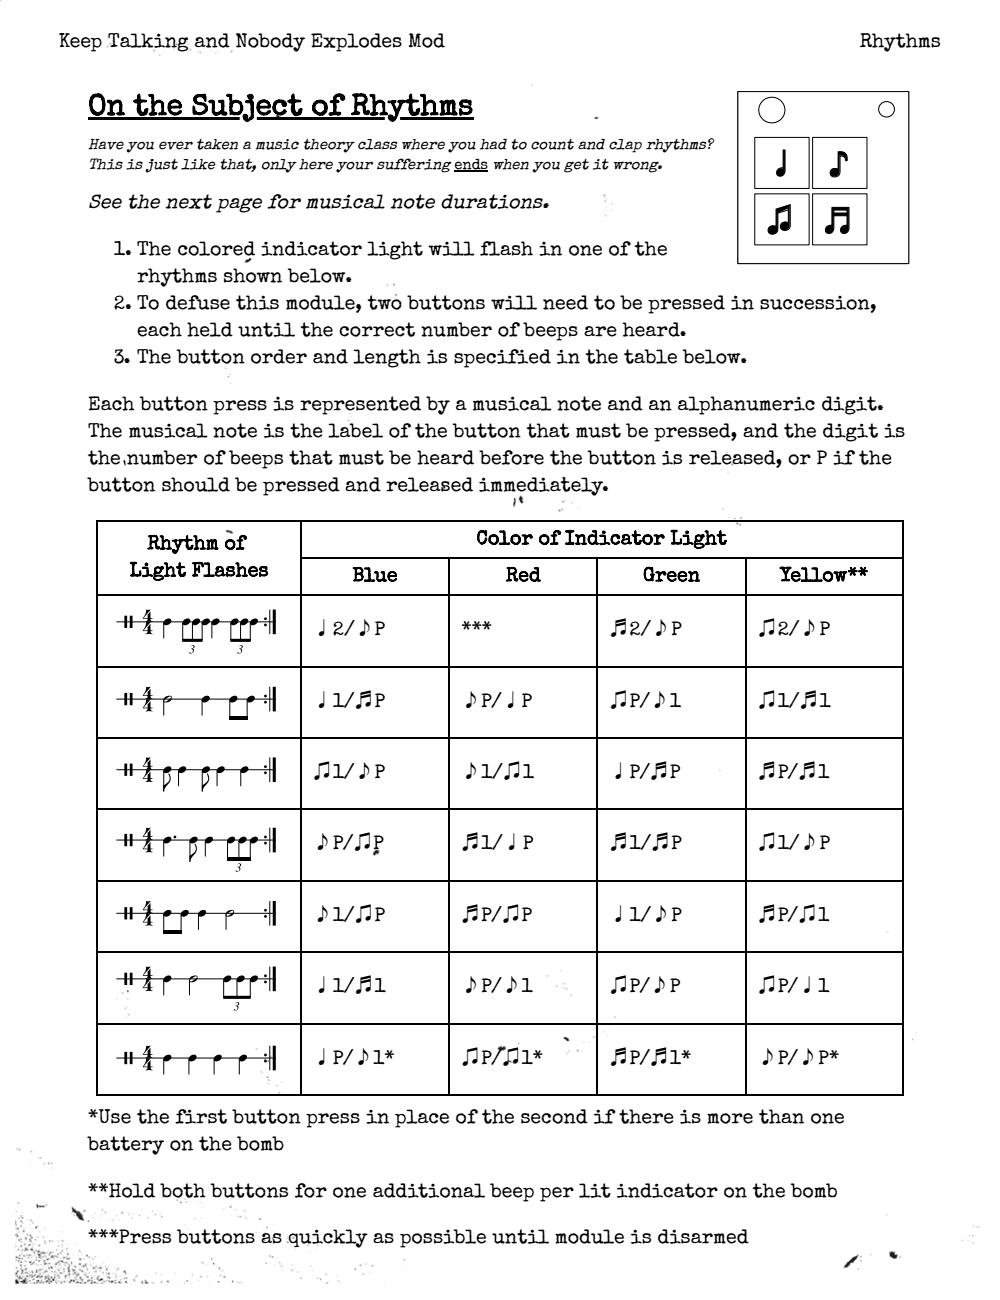 Keep Talking and Nobody Explodes Mod
Rhythms
On the Subject of Rhythms
Have you ever taken a music theory class where you had to count and clap rhythms?
This is just like that, only here your suffering ends when you get it wrong.
See the next page for musical note durations.
♩ ♪
♫ ♬
1. The colored indicator light will flash in one of the
rhythms shown below.
2. To defuse this module, two buttons will need to be pressed in succession,
each held until the correct number of beeps are heard.
3. The button order and length is specified in the table below.
Each button press is represented by a musical note and an alphanumeric digit.
The musical note is the label of the button that must be pressed, and the digit is
the number of beeps that must be heard before the button is released, or P if the
button should be pressed and released immediately.
Rhythm of
Light Flashes
Color of Indicator Light
Blue Red Green Yellow**
4/4 3 3 ♩2/♪P *** ♬2/♪P ♫2/♪P
4/4 ♩1/♬P ♪P/♩P ♫P/♪1 ♫1/♬1
4/4 ♫1/♪P ♪1/♫1 ♩P/♬P ♬P/♬1
4/4 3 ♪P/♫P ♬1/♩P ♬1/♬P ♫1/♪P
4/4 ♪1/♫P ♬P/♫P ♩1/♪P ♬P/♫1
4/4 3 ♩1/♬1 ♪P/♪1 ♫P/♪P ♫P/♩1
4/4 ♩P/♪1* ♫P/♫1* ♬P/♬1* ♪P/♪P*
*Use the first button press in place of the second if there is more than one
battery on the bomb
**Hold both buttons for one additional beep per lit indicator on the bomb
***Press buttons as quickly as possible until module is disarmed